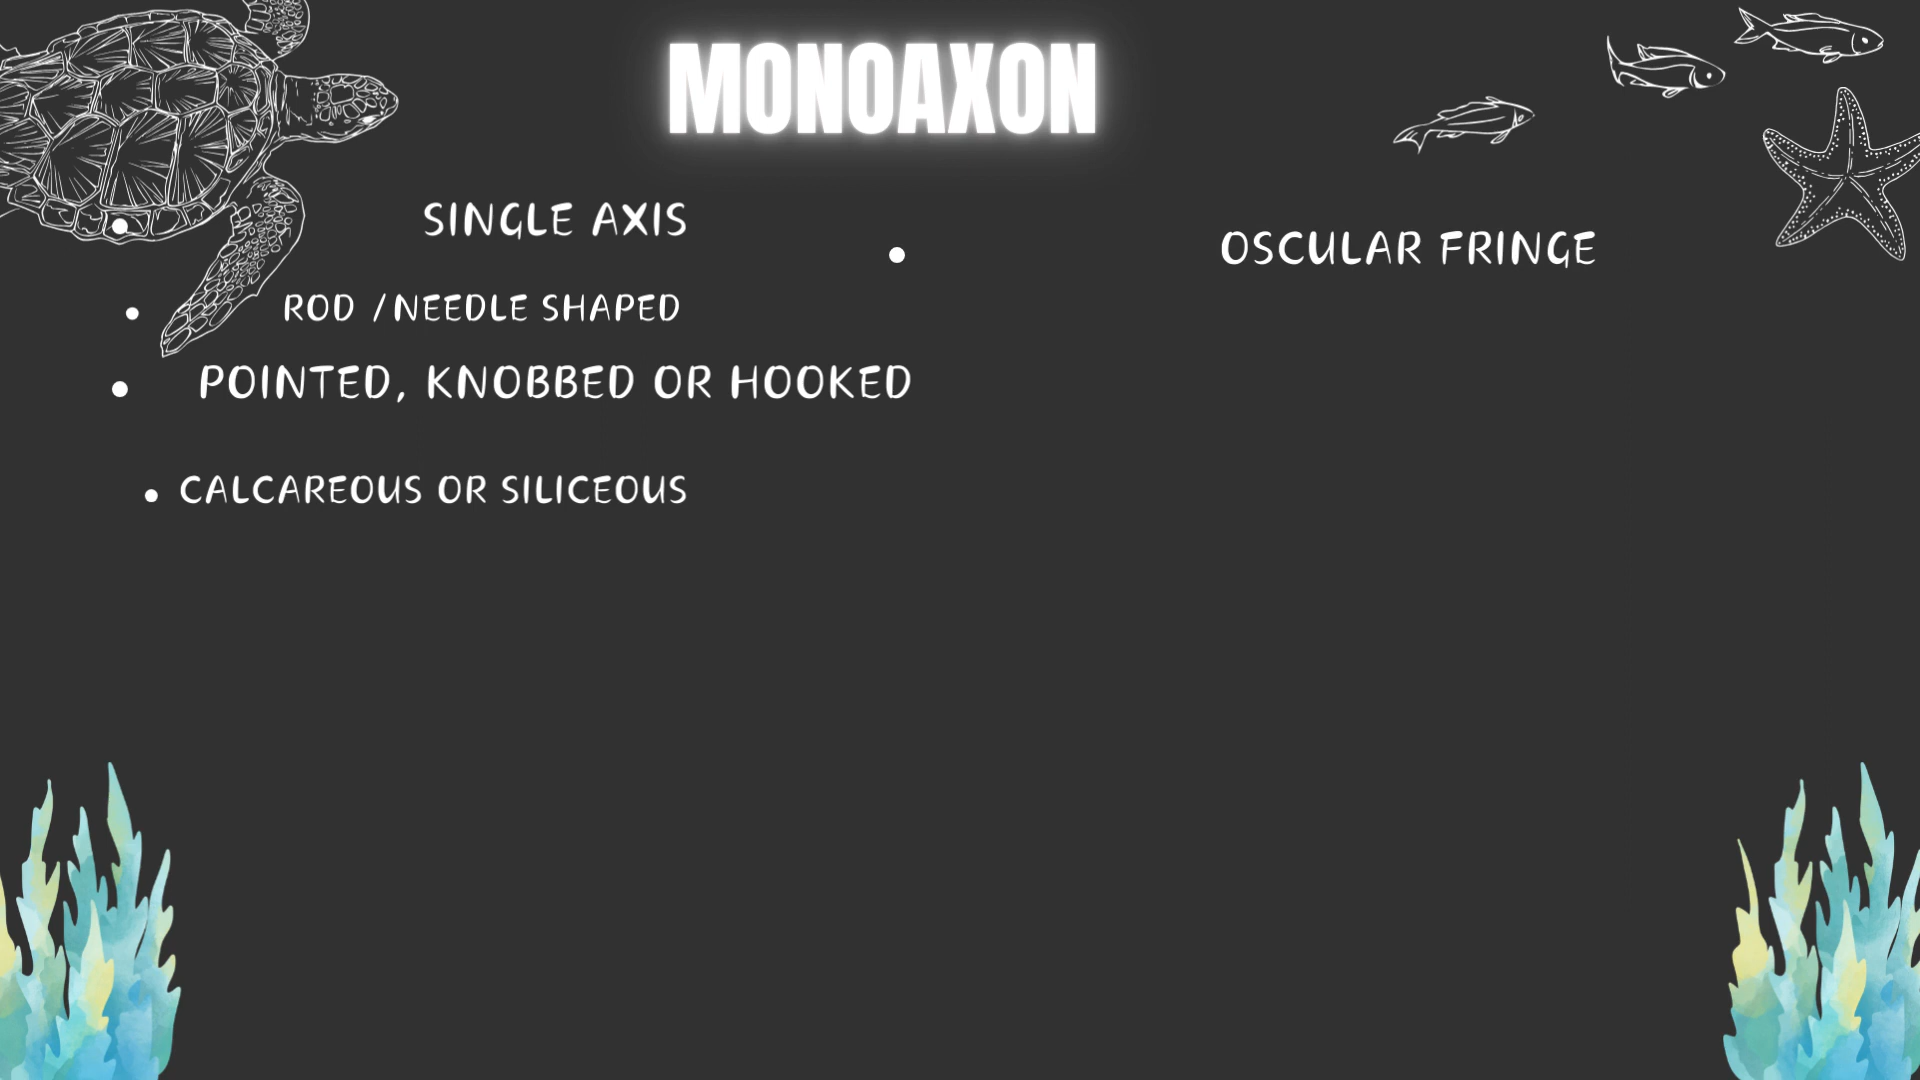 MONOAXON
• SINGLE AXIS
• ROD /NEEDLE SHAPED
• POINTED, KNOBBED OR HOOKED
• CALCAREOUS OR SILICEOUS
• OSCULAR FRINGE